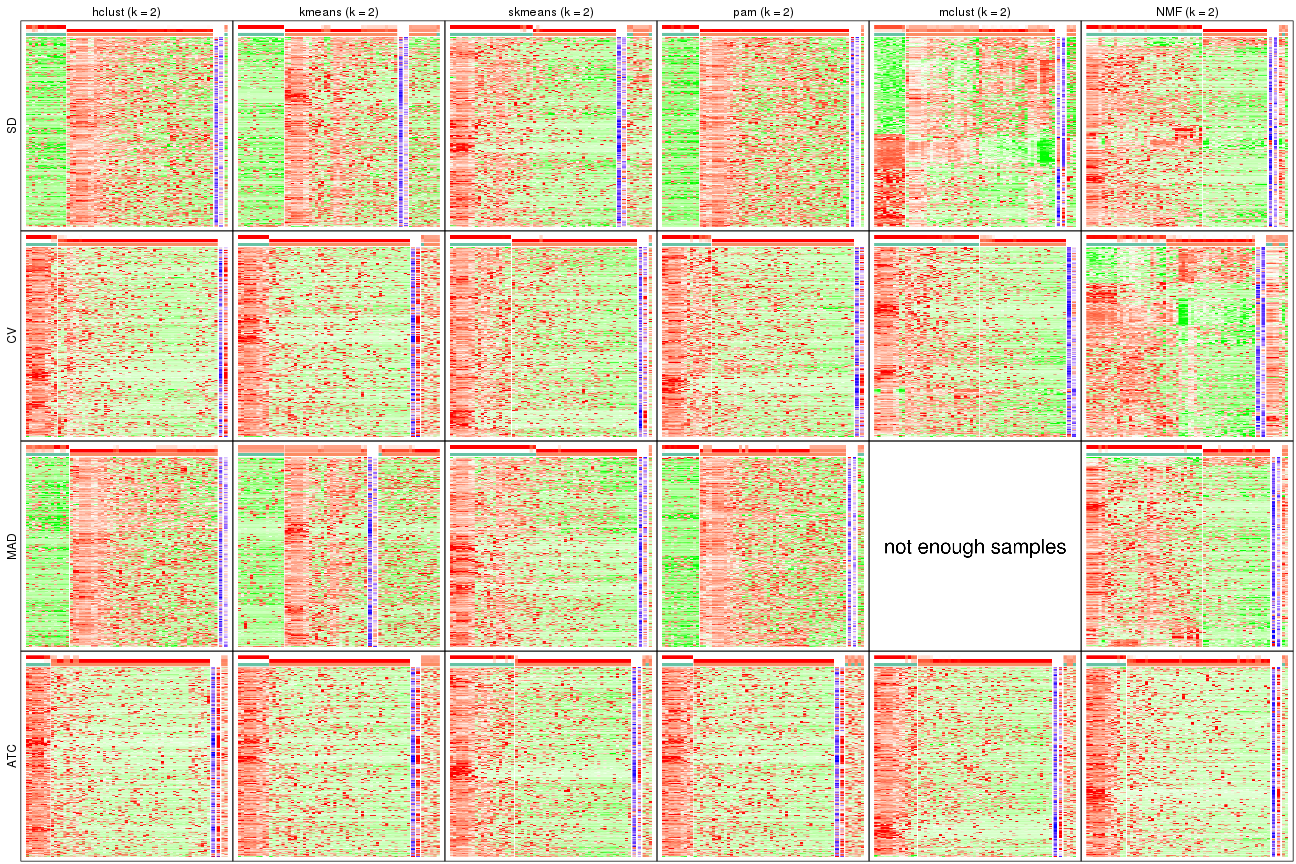 hclust (k = 2) kmeans (k = 2) skmeans (k = 2) pam (k = 2) mclust (k = 2) NMF (k = 2)
SD
CV
MAD
not enough samples
ATC